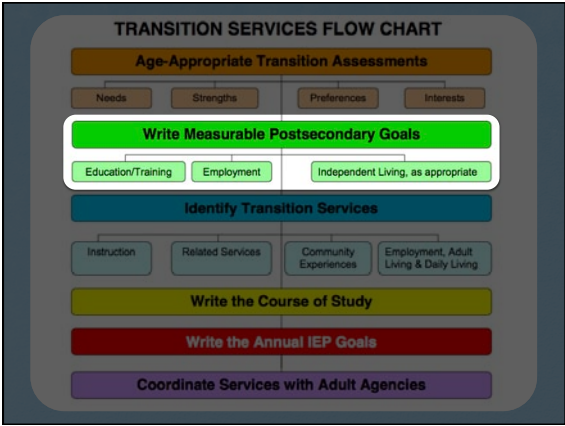 TRANSITION SERVICES FLOW CHART
Age-Appropriate Transition Assessments
Needs
Strengths
Preferences
Interests
Write Measurable Postsecondary Goals
Education/Training
Employment
Independent Living, as appropriate
Identify Transition Services
Instruction
Related Services
Community
Experiences
Employment, Adult
Living & Daily Living
Write the Course of Study
Write the Annual IEP Goals
Coordinate Services with Adult Agencies